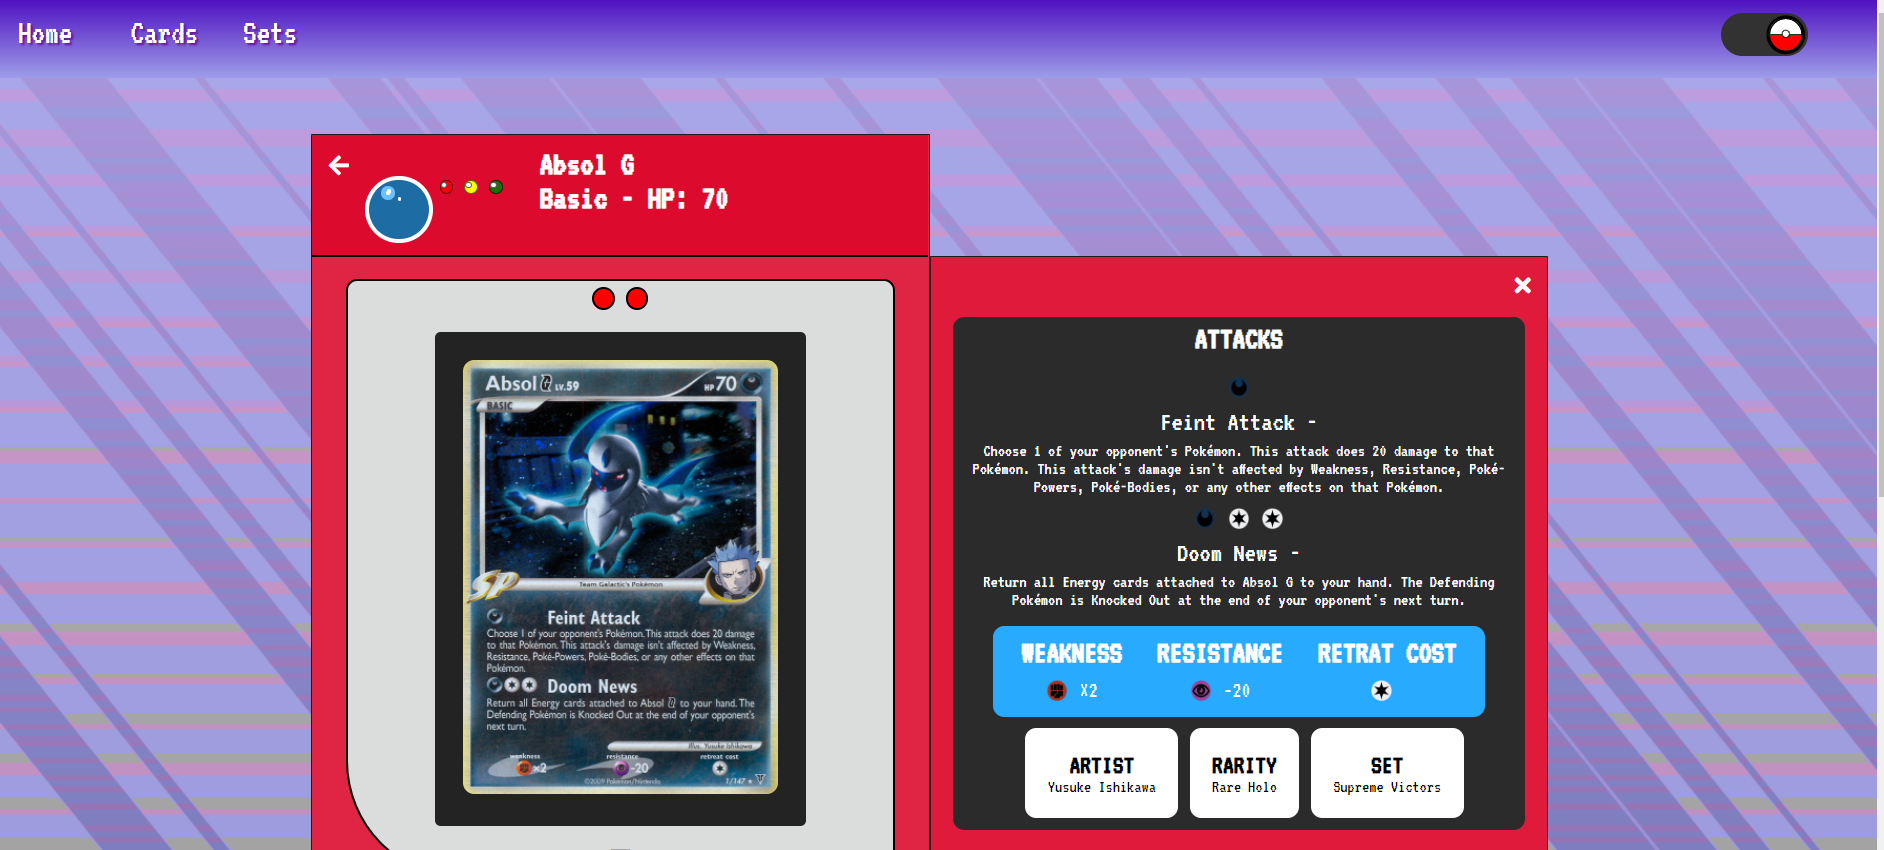 Home Cards Sets
Absol G
Basic - HP: 70
Absol G LV.59 HP 70
BASIC
SP
Team Galactic's Pokémon
Feint Attack
Choose 1 of your opponent's Pokémon. This attack does 20 damage
to that Pokémon. This attack's damage isn't affected by Weakness,
Resistance, Poké-Powers, Poké-Bodies, or any other effects on that
Pokémon.
Doom News
Return all Energy cards attached to Absol G to your hand. The
Defending Pokémon is Knocked Out at the end of your opponent's
next turn.
Illus. Yusuke Ishikawa
weakness resistance retreat cost
×2 -20
©2009 Pokémon/Nintendo 1/147
ATTACKS
Feint Attack -
Choose 1 of your opponent's Pokémon. This attack does 20 damage to that
Pokémon. This attack's damage isn't affected by Weakness, Resistance, Poké-
Powers, Poké-Bodies, or any other effects on that Pokémon.
Doom News -
Return all Energy cards attached to Absol G to your hand. The Defending
Pokémon is Knocked Out at the end of your opponent's next turn.
WEAKNESS RESISTANCE RETRAT COST
X2 -20
ARTIST RARITY SET
Yusuke Ishikawa Rare Holo Supreme Victors